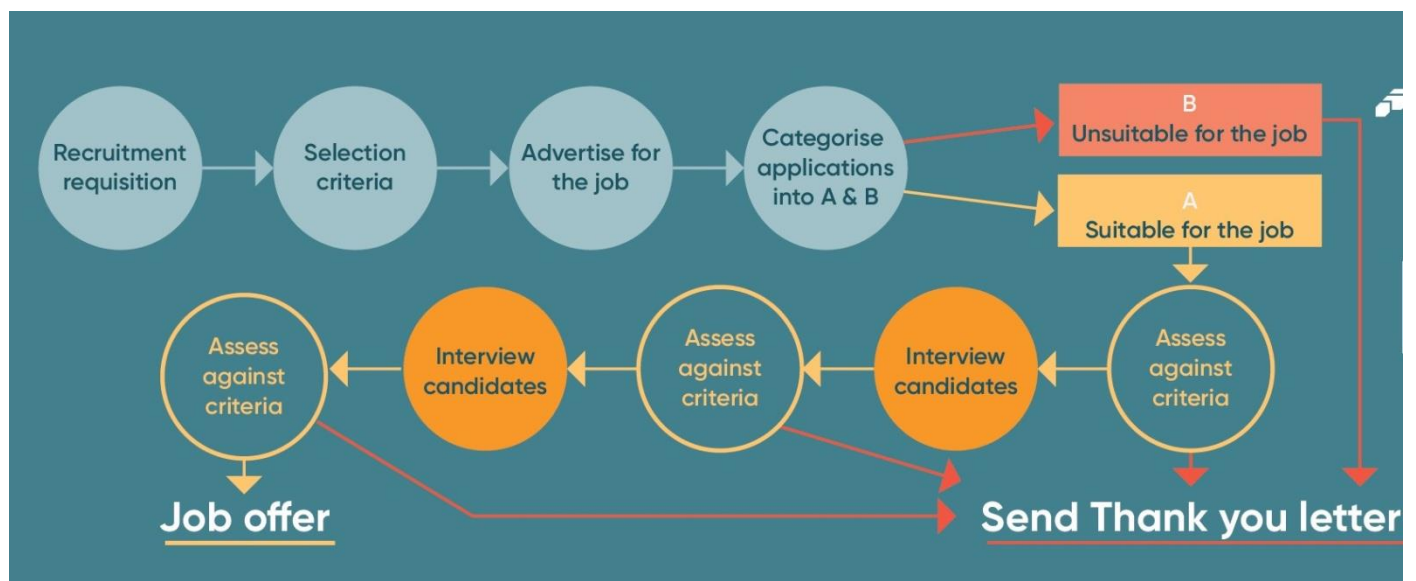 Recruitment
requisition
Selection
criteria
Advertise for
the job
Categorise
applications
into A & B
B
Unsuitable for the job
A
Suitable for the job
Assess
against
criteria
Interview
candidates
Assess
against
criteria
Interview
candidates
Assess
against
criteria
Job offer
Send Thank you letter